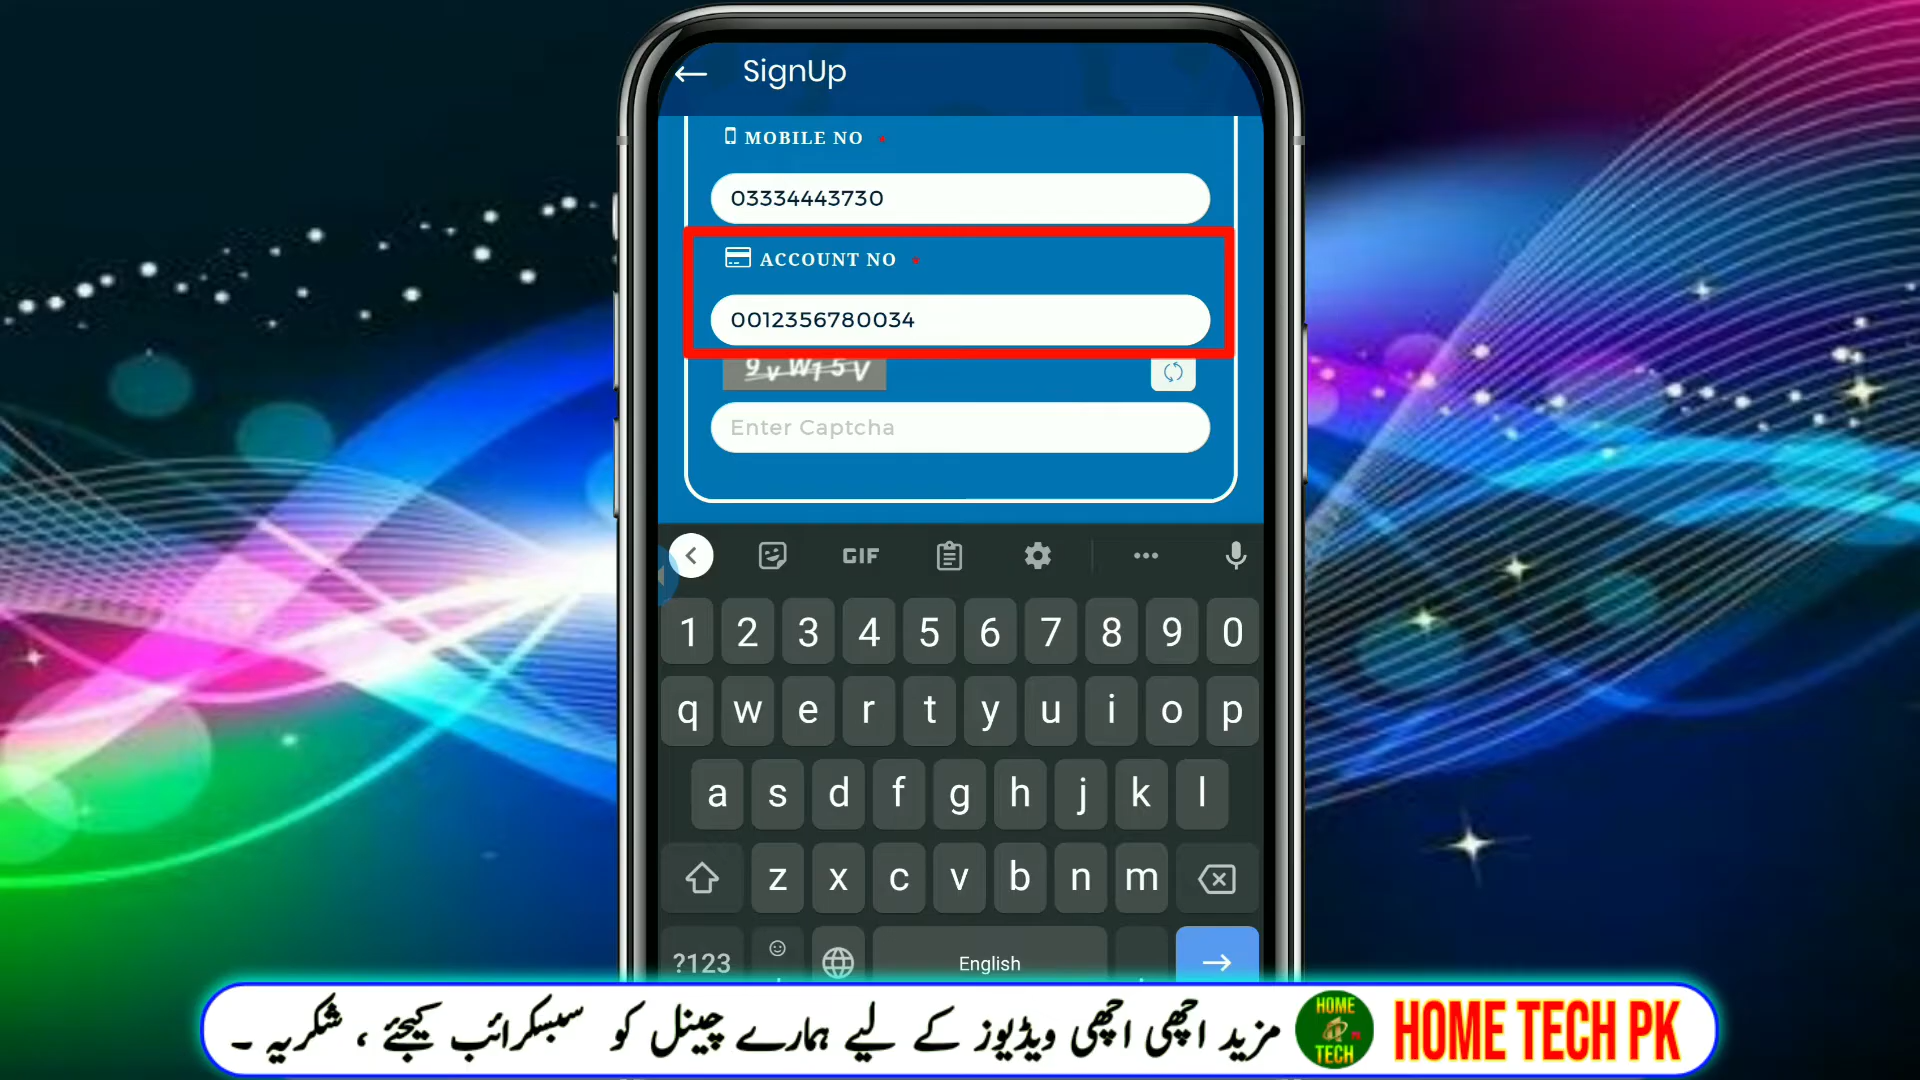 SignUp
MOBILE NO *
03334443730
ACCOUNT NO *
0012356780034
9vW15V
Enter Captcha
GIF
1 2 3 4 5 6 7 8 9 0
q w e r t y u i o p
a s d f g h j k l
z x c v b n m
?123 English
مزید اچھی اچھی ویڈیوز کے لیے ہمارے چینل کو سبسکرائب کیجئے ، شکریہ ۔
HOME TECH
HOME TECH PK